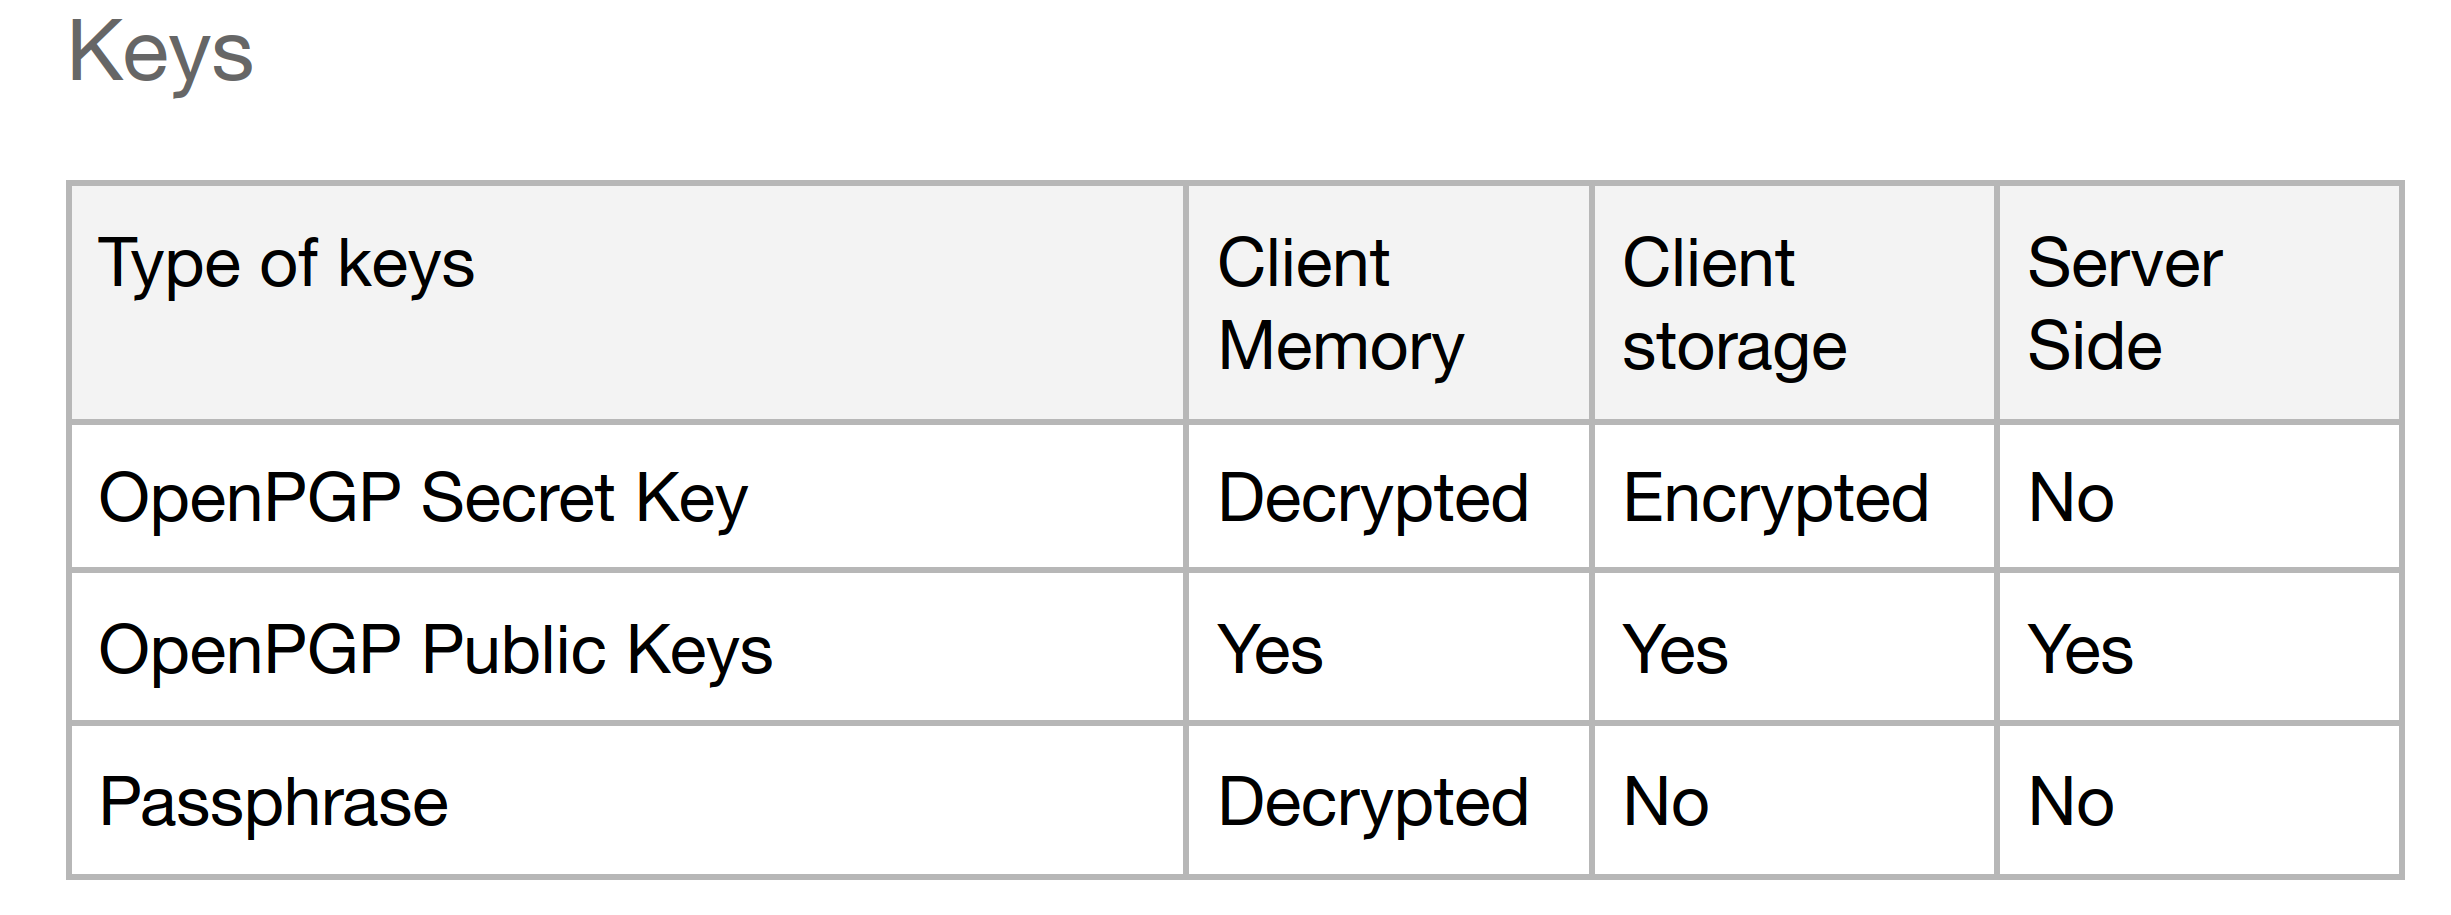 Keys
Type of keys
Client
Memory
Client
storage
Server
Side
OpenPGP Secret Key
Decrypted
Encrypted
No
OpenPGP Public Keys
Yes
Yes
Yes
Passphrase
Decrypted
No
No